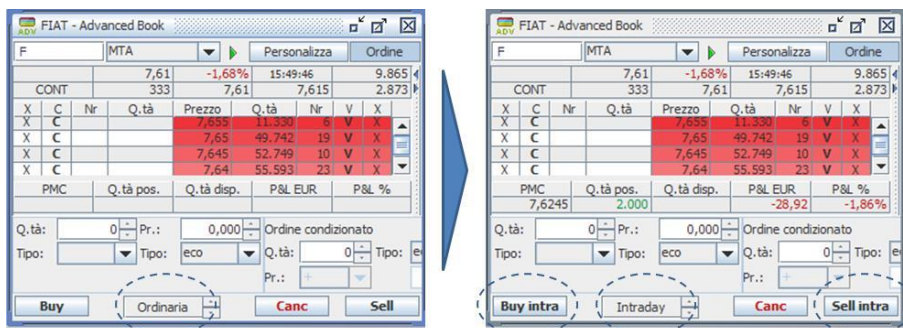 ADV FIAT - Advanced Book
F MTA Personalizza Ordine
7,61 -1,68% 15:49:46 9.865
CONT 333 7,61 7,615 2.873
X C Nr Q.tà Prezzo Q.tà Nr V X
X C 7,655 11.330 6 V X
X C 7,65 49.742 19 V X
X C 7,645 52.749 10 V X
X C 7,64 55.593 23 V X
PMC Q.tà pos. Q.tà disp. P&L EUR P&L %
Q.tà: 0 Pr.: 0,000 Ordine condizionato
Tipo: Tipo: eco Q.tà: 0 Tipo: e
Pr.: +
Buy Ordinaria Canc Sell
ADV FIAT - Advanced Book
F MTA Personalizza Ordine
7,61 -1,68% 15:49:46 9.865
CONT 333 7,61 7,615 2.873
X C Nr Q.tà Prezzo Q.tà Nr V X
X C 7,655 11.330 6 V X
X C 7,65 49.742 19 V X
X C 7,645 52.749 10 V X
X C 7,64 55.593 23 V X
PMC Q.tà pos. Q.tà disp. P&L EUR P&L %
7,6245 2.000 -28,92 -1,86%
Q.tà: 0 Pr.: 0,000 Ordine condizionato
Tipo: Tipo: eco Q.tà: 0 Tipo: e
Pr.: +
Buy intra Intraday Canc Sell intra